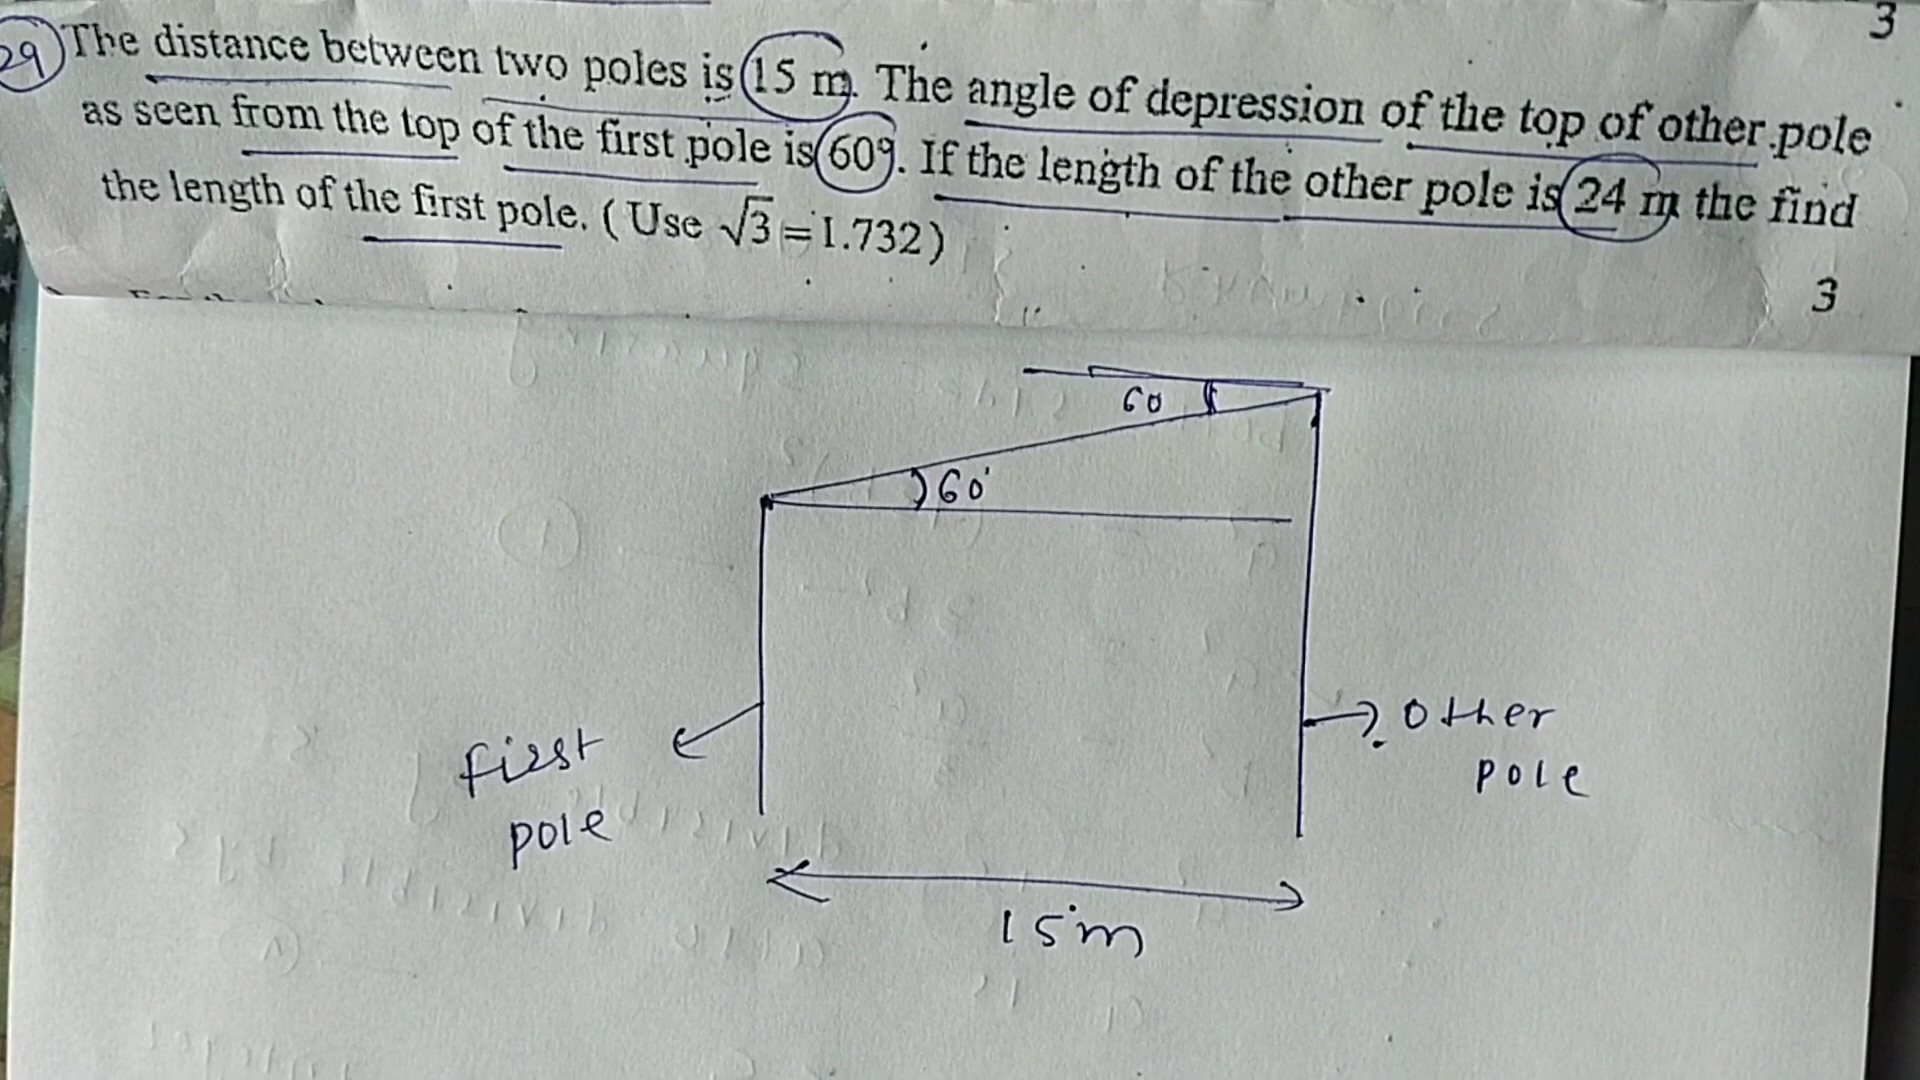 3
29 The distance between two poles is 15 m. The angle of depression of the top of other pole
as seen from the top of the first pole is 60°. If the length of the other pole is 24 m the find
the length of the first pole. ( Use √3 = 1.732 )
3
60
60°
first
pole
other
pole
15m